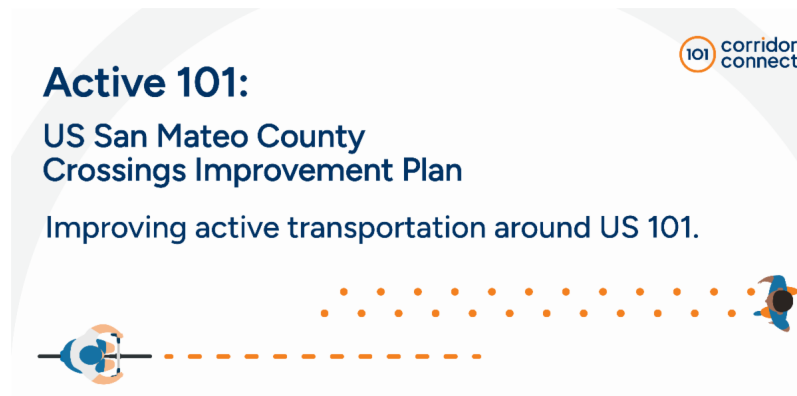 101 corridor
connect
Active 101:
US San Mateo County
Crossings Improvement Plan
Improving active transportation around US 101.